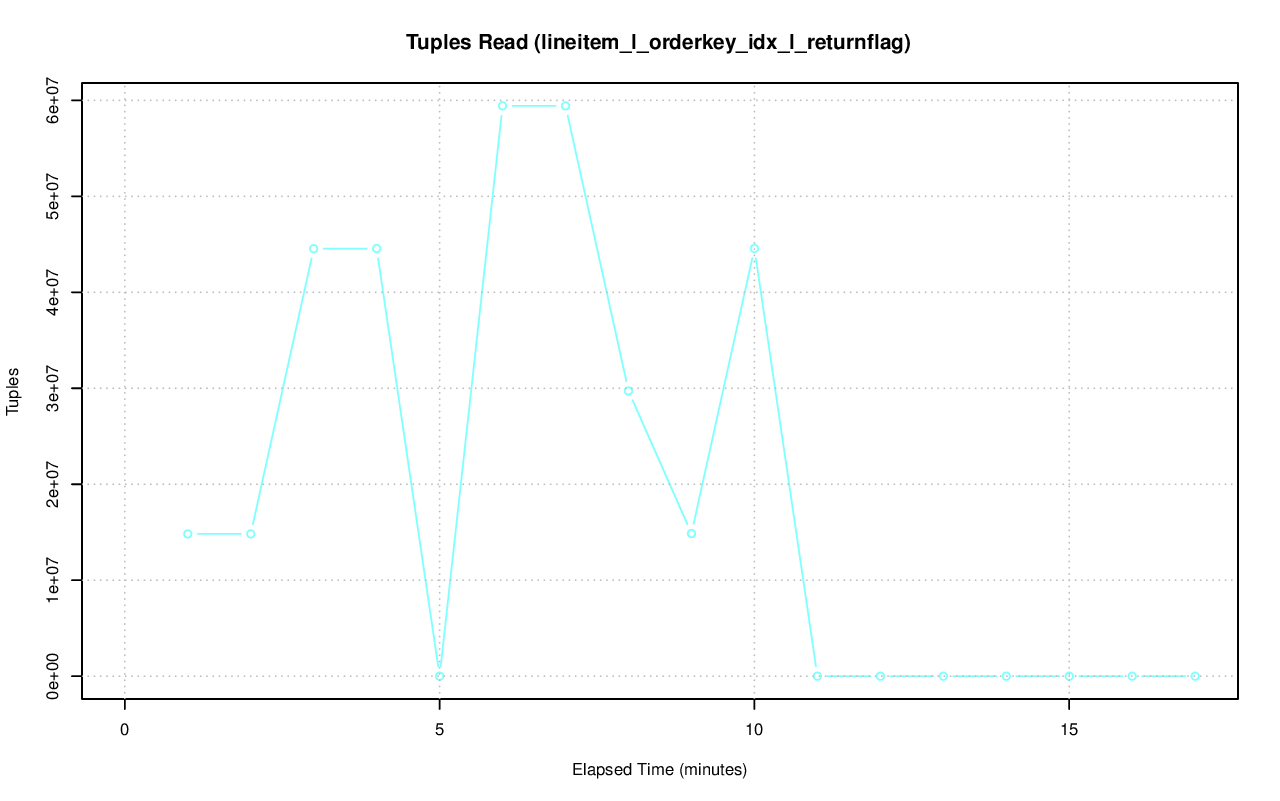 Tuples Read (lineitem_l_orderkey_idx_l_returnflag)
6e+07
5e+07
4e+07
3e+07
2e+07
1e+07
0e+00
Tuples
0 5 10 15
Elapsed Time (minutes)